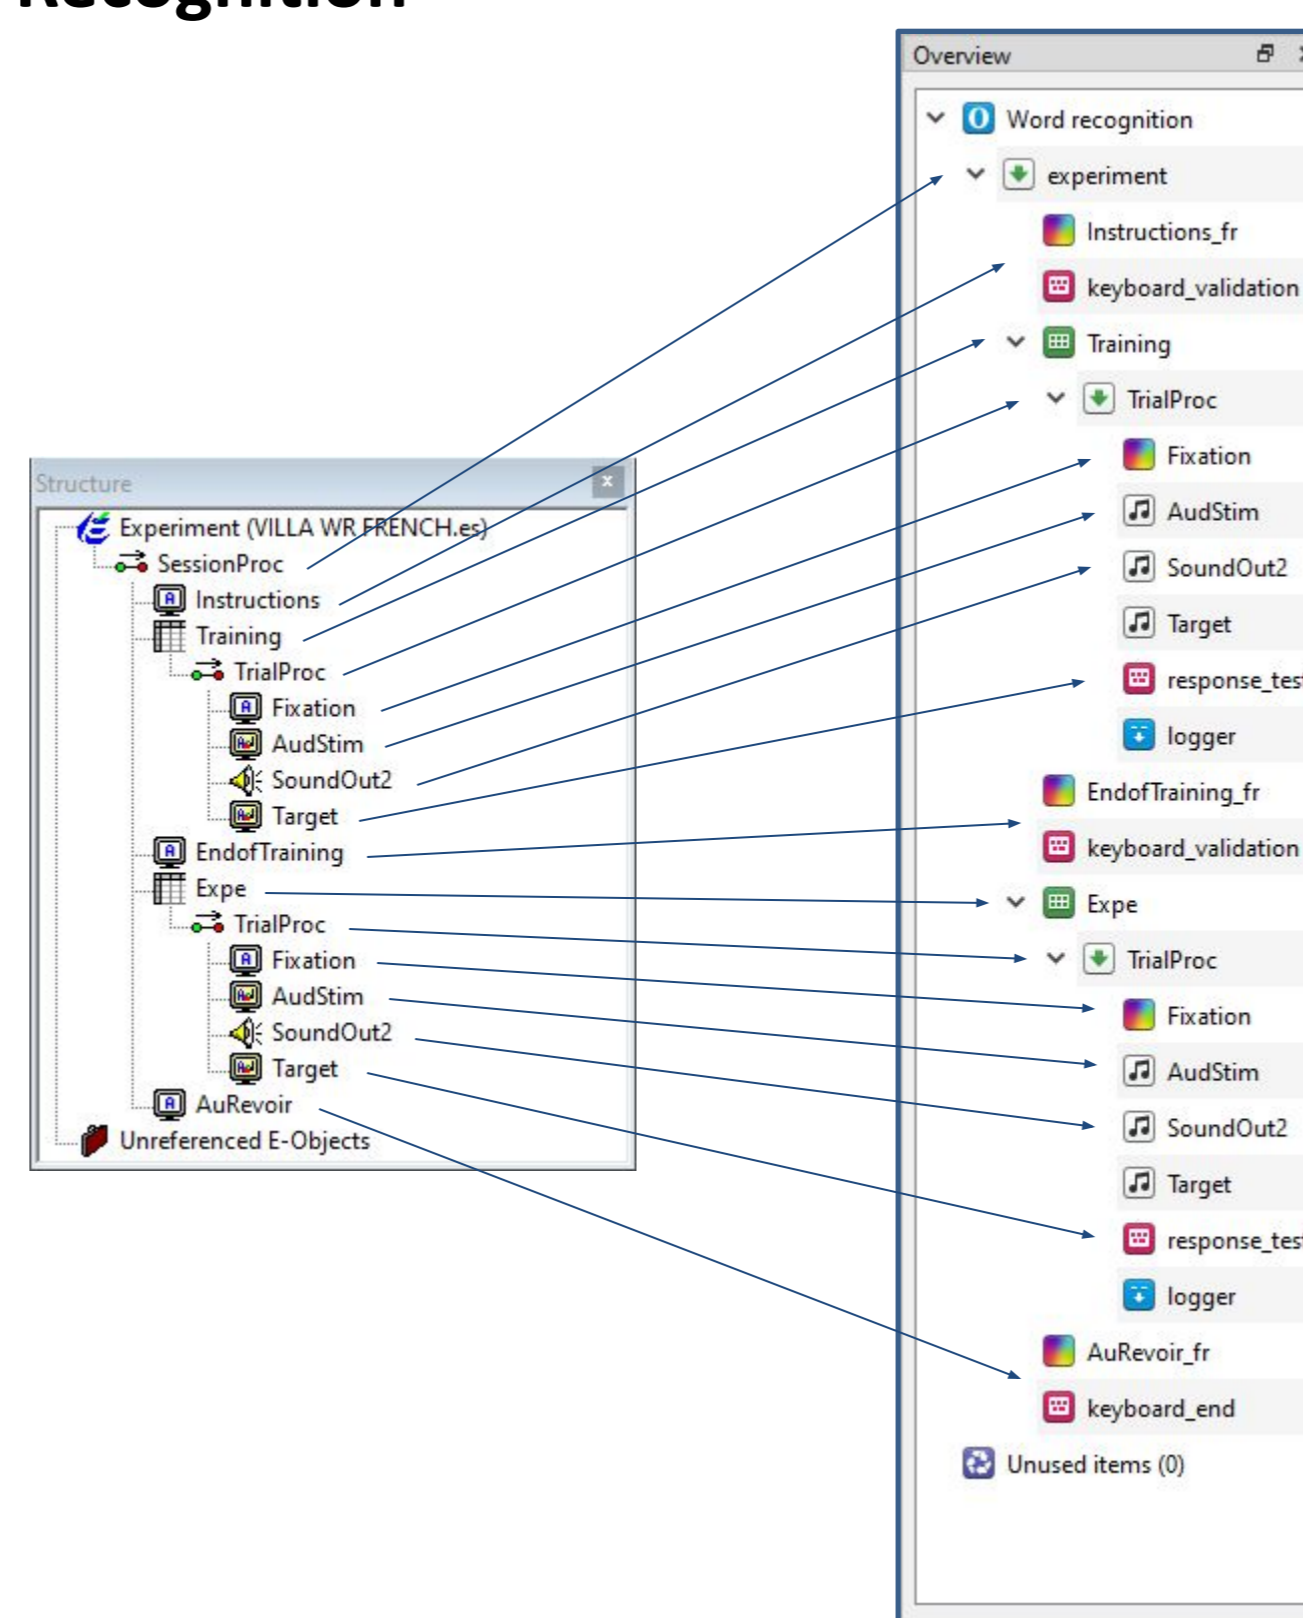 Recognition
Structure
Experiment (VILLA WR FRENCH.es)
SessionProc
Instructions
Training
TrialProc
Fixation
AudStim
SoundOut2
Target
EndofTraining
Expe
TrialProc
Fixation
AudStim
SoundOut2
Target
AuRevoir
Unreferenced E-Objects
Overview
Word recognition
experiment
Instructions_fr
keyboard_validation
Training
TrialProc
Fixation
AudStim
SoundOut2
Target
response_test
logger
EndofTraining_fr
keyboard_validation
Expe
TrialProc
Fixation
AudStim
SoundOut2
Target
response_test
logger
AuRevoir_fr
keyboard_end
Unused items (0)